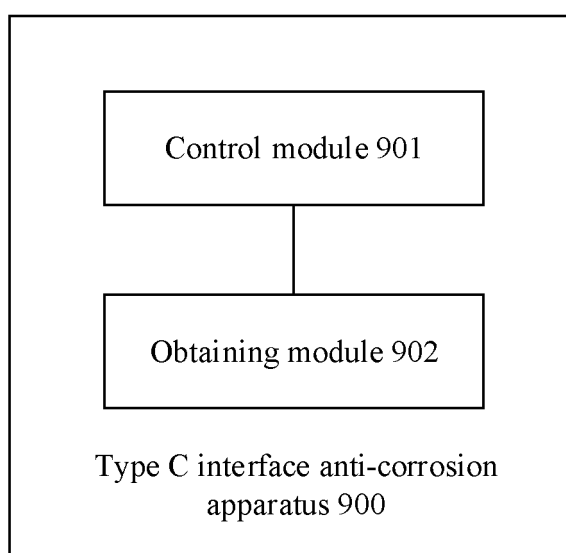 Control module 901
Obtaining module 902
Type C interface anti-corrosion
apparatus 900